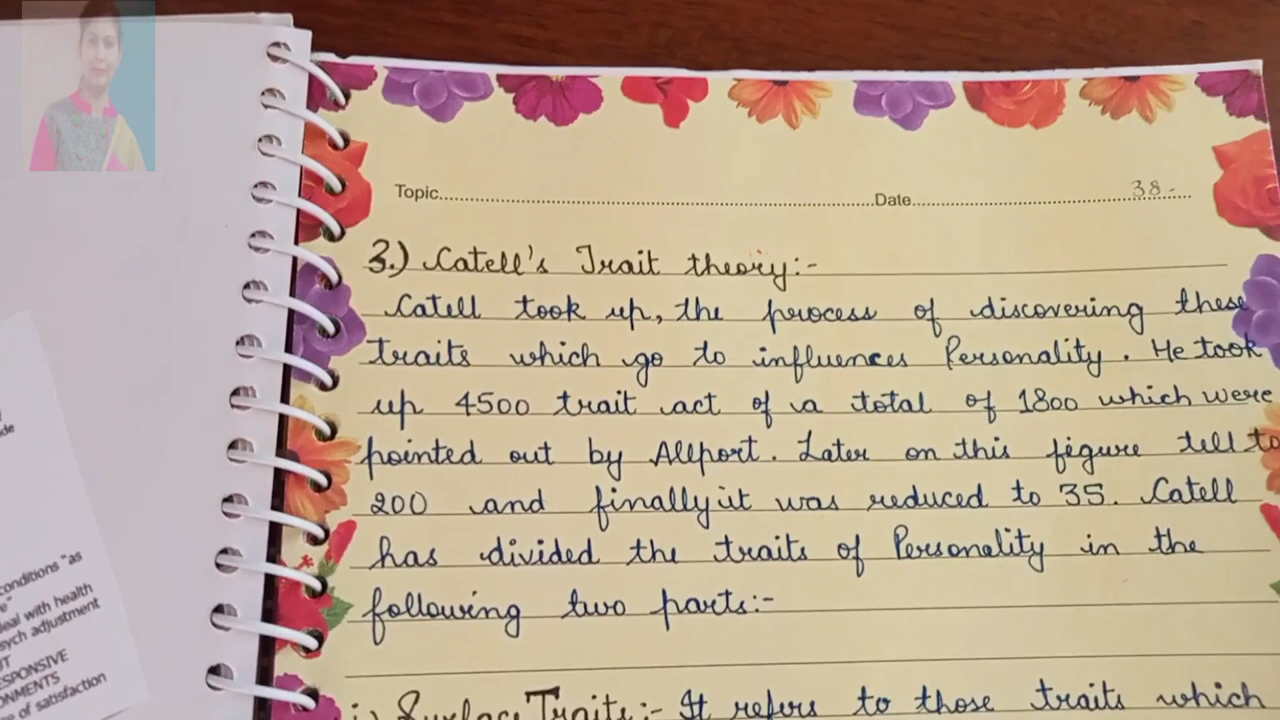 Topic Date 38-
3.) Catell's Trait theory:-
Catell took up, the process of discovering these
traits which go to influences Personality. He took
up 4500 trait act of a total of 1800 which were
pointed out by Allport. Later on this figure tell to
200 and finally it was reduced to 35. Catell
has divided the traits of Personality in the
following two parts:-
i) Surface Traits:- It refers to those traits which
conditions "as
deal with health
sych adjustment
SPONSIVE
ONMENTS
of satisfaction